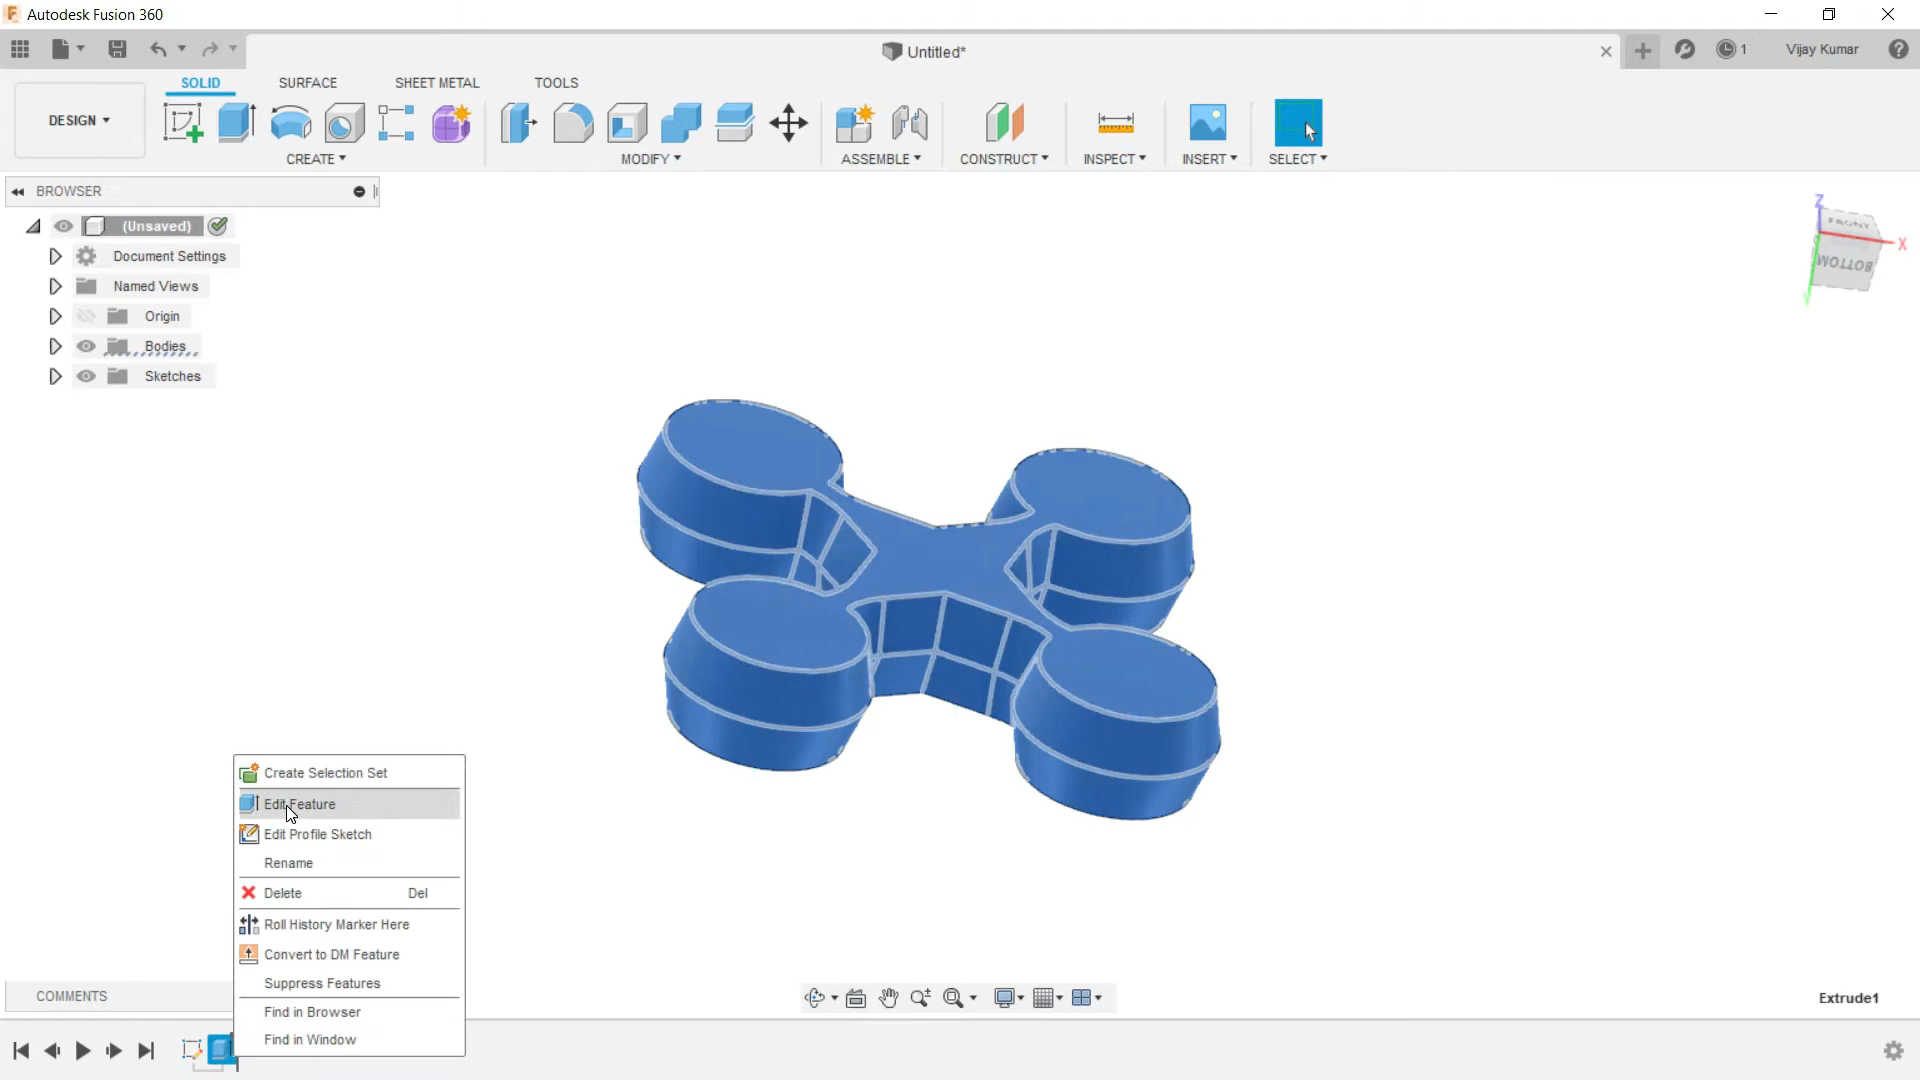 Autodesk Fusion 360
Untitled*
1
Vijay Kumar
SOLID
SURFACE
SHEET METAL
TOOLS
DESIGN
CREATE
MODIFY
ASSEMBLE
CONSTRUCT
INSPECT
INSERT
SELECT
BROWSER
(Unsaved)
Document Settings
Named Views
Origin
Bodies
Sketches
Z
FRONT
X
BOTTOM
Y
Create Selection Set
Edit Feature
Edit Profile Sketch
Rename
Delete Del
Roll History Marker Here
Convert to DM Feature
Suppress Features
Find in Browser
Find in Window
COMMENTS
Extrude1